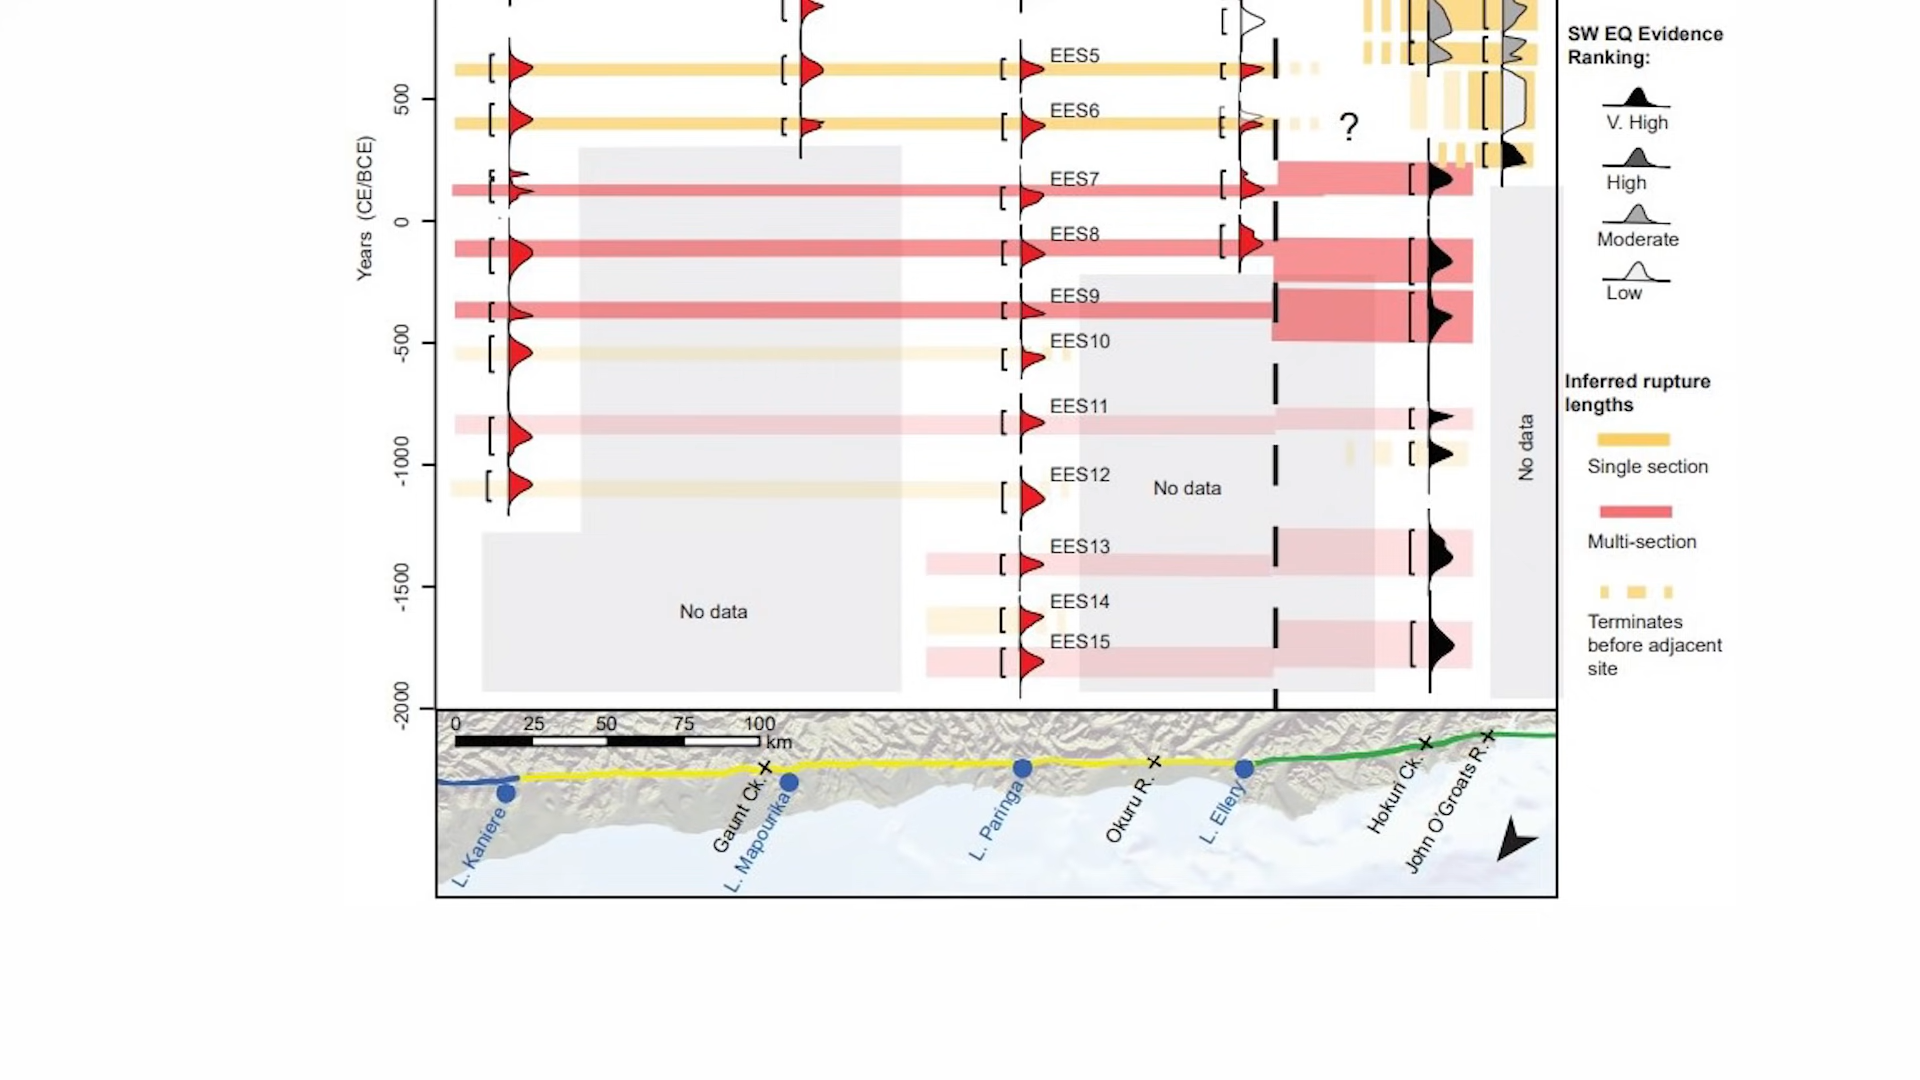 SW EQ Evidence
Ranking:
V. High
High
Moderate
Low
Inferred rupture
lengths
Single section
Multi-section
Terminates
before adjacent
site
Years (CE/BCE)
500
0
-500
-1000
-1500
-2000
EES5
EES6
?
EES7
EES8
EES9
EES10
EES11
EES12
EES13
EES14
EES15
No data
No data
No data
0 25 50 75 100
km
L. Kaniere
Gaunt Ck.
L. Mapourika
L. Paringa
Okuru R.
L. Ellery
Hokuri Ck.
John O'Groats R.